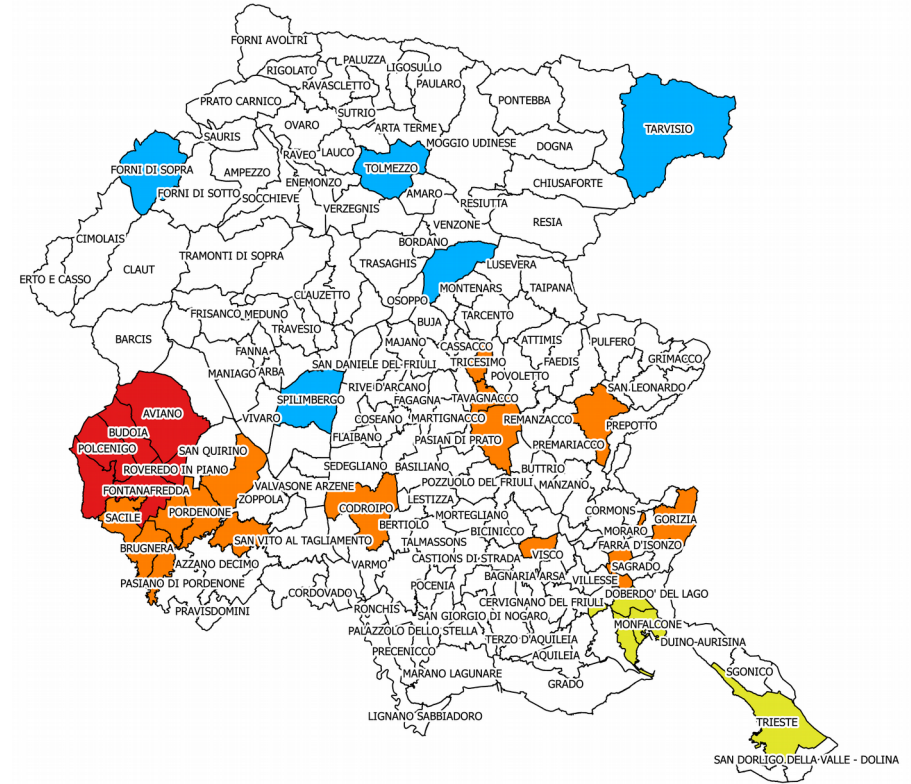 FORNI AVOLTRI
PALUZZA
LIGOSULLO
RIGOLATO
RAVASCLETTO
PAULARO
PRATO CARNICO
PONTEBBA
SUTRIO
OVARO
ARTA TERME
TARVISIO
SAURIS
MOGGIO UDINESE
DOGNA
RAVEO
LAUCO
FORNI DI SOPRA
AMPEZZO
TOLMEZZO
ENEMONZO
CHIUSAFORTE
FORNI DI SOTTO
SOCCHIEVE
AMARO
RESIUTTA
VERZEGNIS
VENZONE
RESIA
CIMOLAIS
BORDANO
TRAMONTI DI SOPRA
TRASAGHIS
LUSEVERA
CLAUT
ERTO E CASSO
MONTENARS
TAIPANA
CLAUZETTO
OSOPPO
FRISANCO
MEDUNO
TARCENTO
BUJA
TRAVESIO
BARCIS
MAJANO
ATTIMIS
PULFERO
CASSACCO
FANNA
GRIMACCO
SAN DANIELE DEL FRIULI
TRICESIMO
FAEDIS
MANIAGO
ARBA
POVOLETTO
RIVE D'ARCANO
SAN LEONARDO
SPILIMBERGO
FAGAGNA
TAVAGNACCO
AVIANO
VIVARO
COSEANO
MARTIGNACCO
REMANZACCO
PREPOTTO
BUDOIA
FLAIBANO
PASIAN DI PRATO
PREMARIACCO
POLCENIGO
SAN QUIRINO
ROVEREDO IN PIANO
SEDEGLIANO
BASILIANO
BUTTRIO
VALVASONE ARZENE
POZZUOLO DEL FRIULI
MANZANO
FONTANAFREDDA
ZOPPOLA
LESTIZZA
CODROIPO
CORMONS
SACILE
PORDENONE
MORTEGLIANO
GORIZIA
BERTIOLO
BICINICCO
MORARO
SAN VITO AL TAGLIAMENTO
TALMASSONS
FARRA D'ISONZO
BRUGNERA
VISCO
CASTIONS DI STRADA
AZZANO DECIMO
VARMO
SAGRADO
BAGNARIA ARSA
VILLESSE
PASIANO DI PORDENONE
POCENIA
CORDOVADO
DOBERDO' DEL LAGO
CERVIGNANO DEL FRIULI
PRAVISDOMINI
RONCHIS
SAN GIORGIO DI NOGARO
MONFALCONE
PALAZZOLO DELLO STELLA
TERZO D'AQUILEIA
DUINO-AURISINA
PRECENICCO
AQUILEIA
MARANO LAGUNARE
SGONICO
GRADO
LIGNANO SABBIADORO
TRIESTE
SAN DORLIGO DELLA VALLE - DOLINA